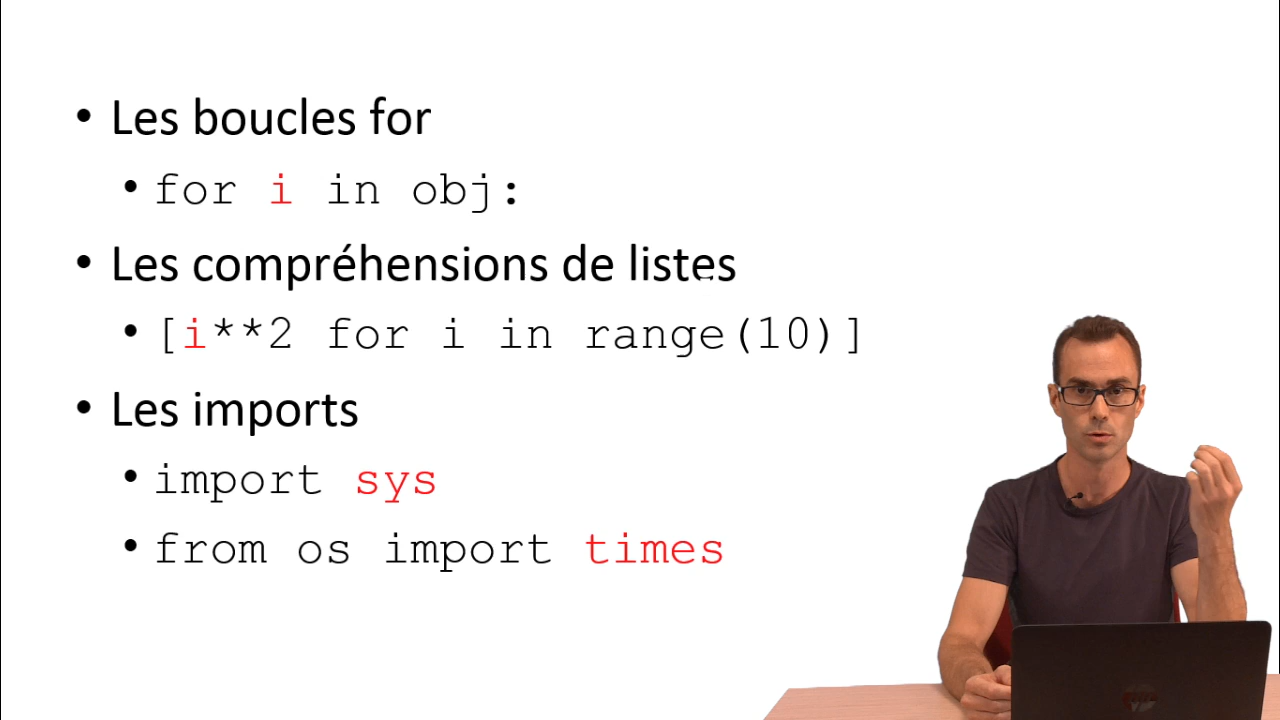 • Les boucles for
• for i in obj:
• Les compréhensions de listes
• [i**2 for i in range(10)]
• Les imports
• import sys
• from os import times